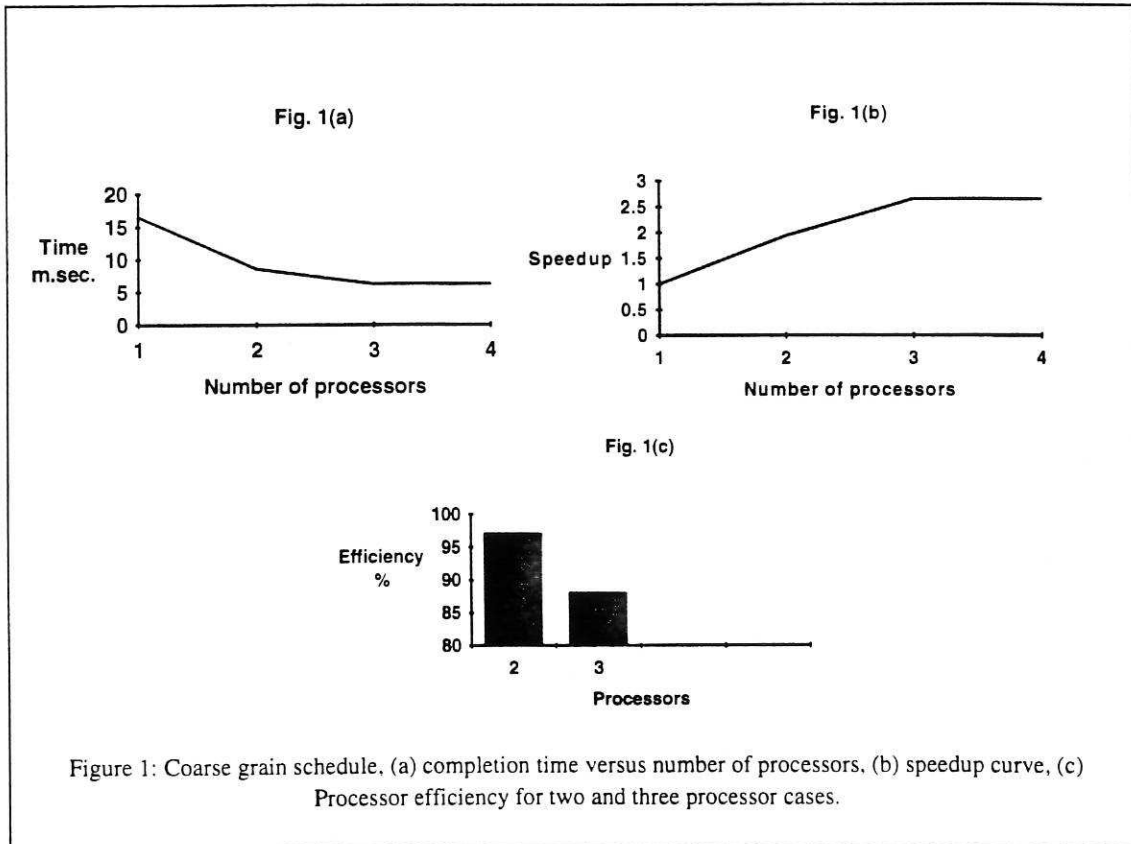 Fig. 1(a)
20
15
10
5
0
Time
m.sec.
1 2 3 4
Number of processors
Fig. 1(b)
3
2.5
2
1.5
1
0.5
0
Speedup
1 2 3 4
Number of processors
Fig. 1(c)
100
95
90
85
80
Efficiency
%
2 3
Processors
Figure 1: Coarse grain schedule, (a) completion time versus number of processors, (b) speedup curve, (c)
Processor efficiency for two and three processor cases.